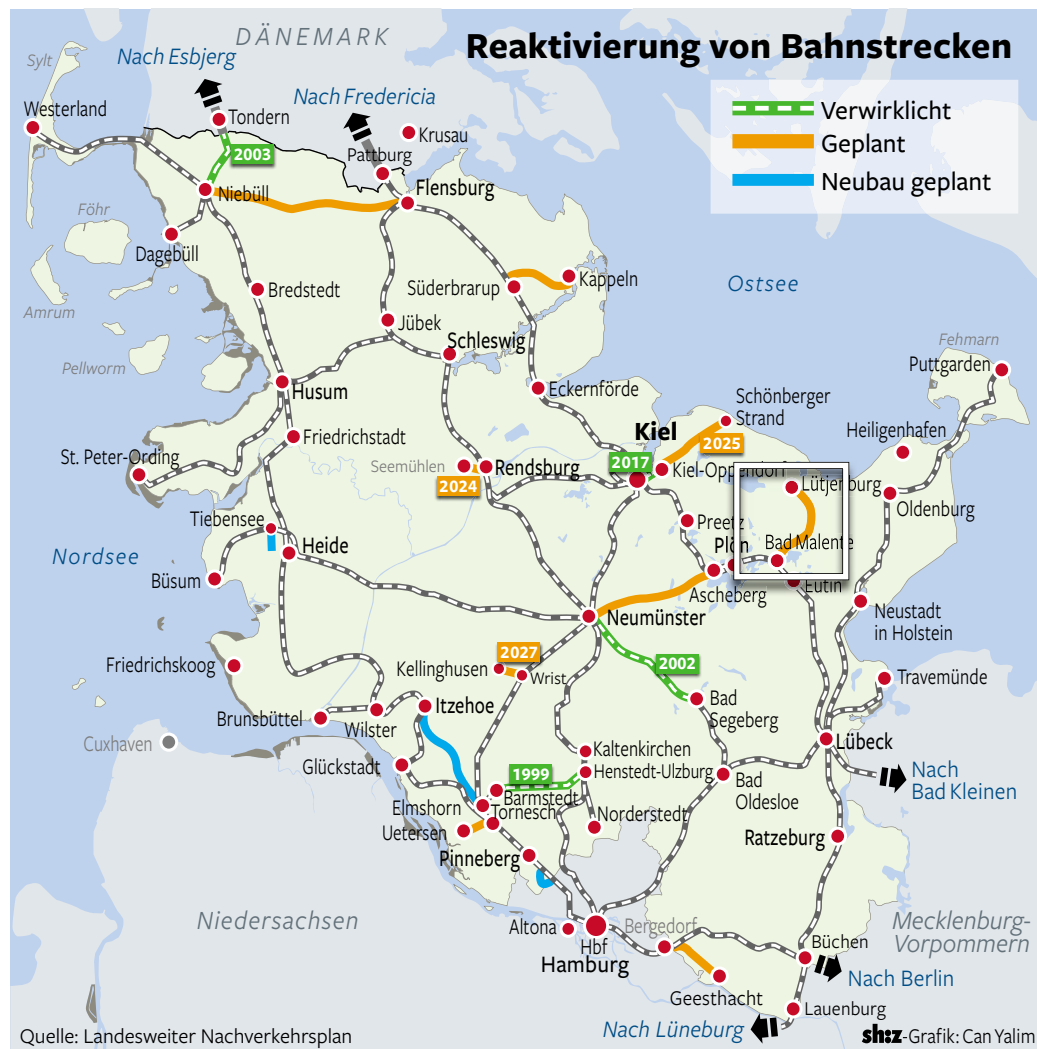 Reaktivierung von Bahnstrecken
Verwirklicht
Geplant
Neubau geplant
DÄNEMARK
Sylt
Nach Esbjerg
Nach Fredericia
Westerland
Tondern
Krusau
2003
Pattburg
Niebüll
Flensburg
Föhr
Dagebüll
Süderbrarup
Kappeln
Ostsee
Bredstedt
Amrum
Jübek
Schleswig
Fehmarn
Pellworm
Puttgarden
Husum
Eckernförde
Schönberger
Strand
Friedrichstadt
Kiel
2025
Heiligenhafen
St. Peter-Ording
Seemühlen
Rendsburg
2017
Kiel-Oppendorf
2024
Lütjenburg
Oldenburg
Tiebensee
Preetz
Nordsee
Heide
Plön
Bad Malente
Büsum
Ascheberg
Eutin
Neumünster
Neustadt
in Holstein
Friedrichskoog
Kellinghusen
2027
Wrist
2002
Travemünde
Brunsbüttel
Wilster
Itzehoe
Bad
Segeberg
Cuxhaven
Kaltenkirchen
Lübeck
Glückstadt
1999
Henstedt-Ulzburg
Bad
Oldesloe
Nach
Bad Kleinen
Elmshorn
Barmstedt
Tornesch
Uetersen
Norderstedt
Ratzeburg
Pinneberg
Niedersachsen
Altona
Hbf
Hamburg
Bergedorf
Mecklenburg-
Vorpommern
Büchen
Nach Berlin
Geesthacht
Lauenburg
Nach Lüneburg
Quelle: Landesweiter Nachverkehrsplan
sh:z-Grafik: Can Yalim